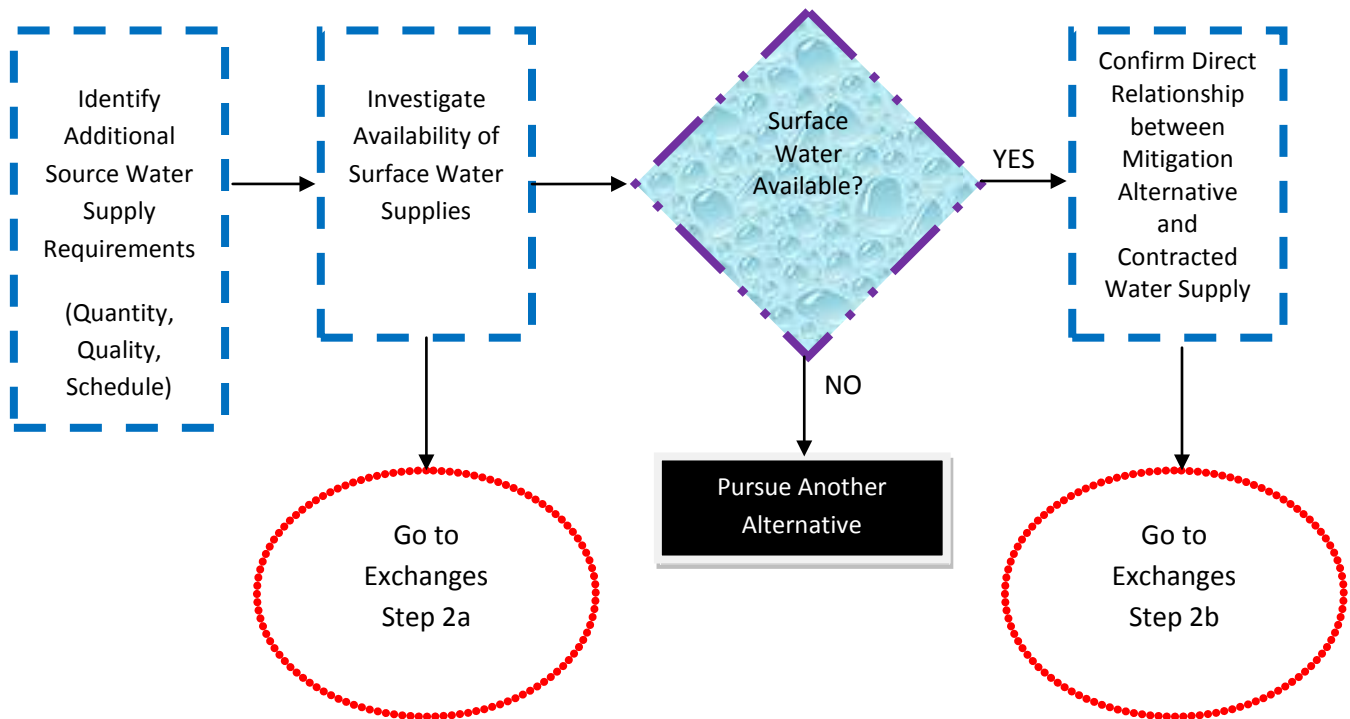 Identify
Additional
Source Water
Supply
Requirements
(Quantity,
Quality,
Schedule)
Investigate
Availability of
Surface Water
Supplies
Surface
Water
Available?
YES
NO
Confirm Direct
Relationship
between
Mitigation
Alternative
and
Contracted
Water Supply
Go to
Exchanges
Step 2a
Pursue Another
Alternative
Go to
Exchanges
Step 2b